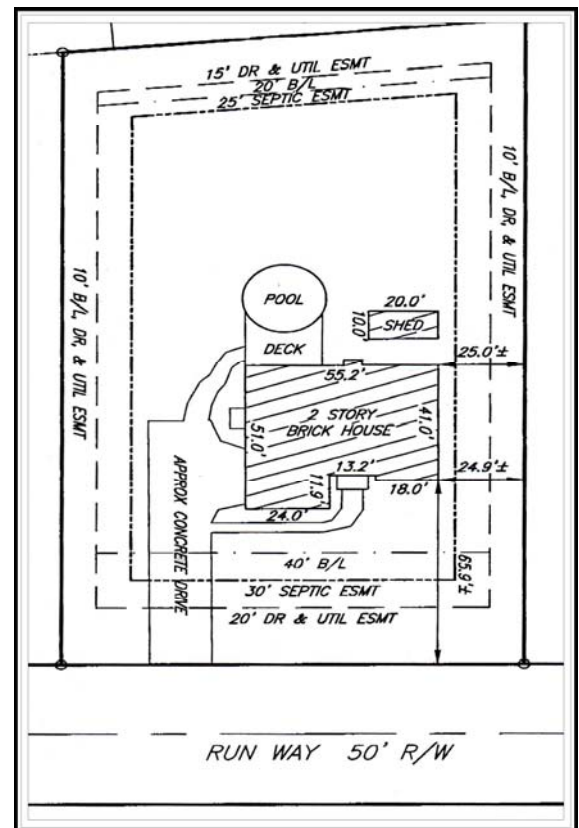 15' DR & UTIL ESMT
20' B/L
25' SEPTIC ESMT
10' B/L, DR, & UTIL ESMT
10' B/L, DR, & UTIL ESMT
POOL
20.0'
10.0'
SHED
DECK
25.0'±
55.2'
2 STORY
BRICK HOUSE
51.0'
41.0'
13.2'
24.9'±
11.9'
18.0'
24.0'
APPROX CONCRETE DRIVE
40' B/L
65.9'±
30' SEPTIC ESMT
20' DR & UTIL ESMT
RUN WAY 50' R/W